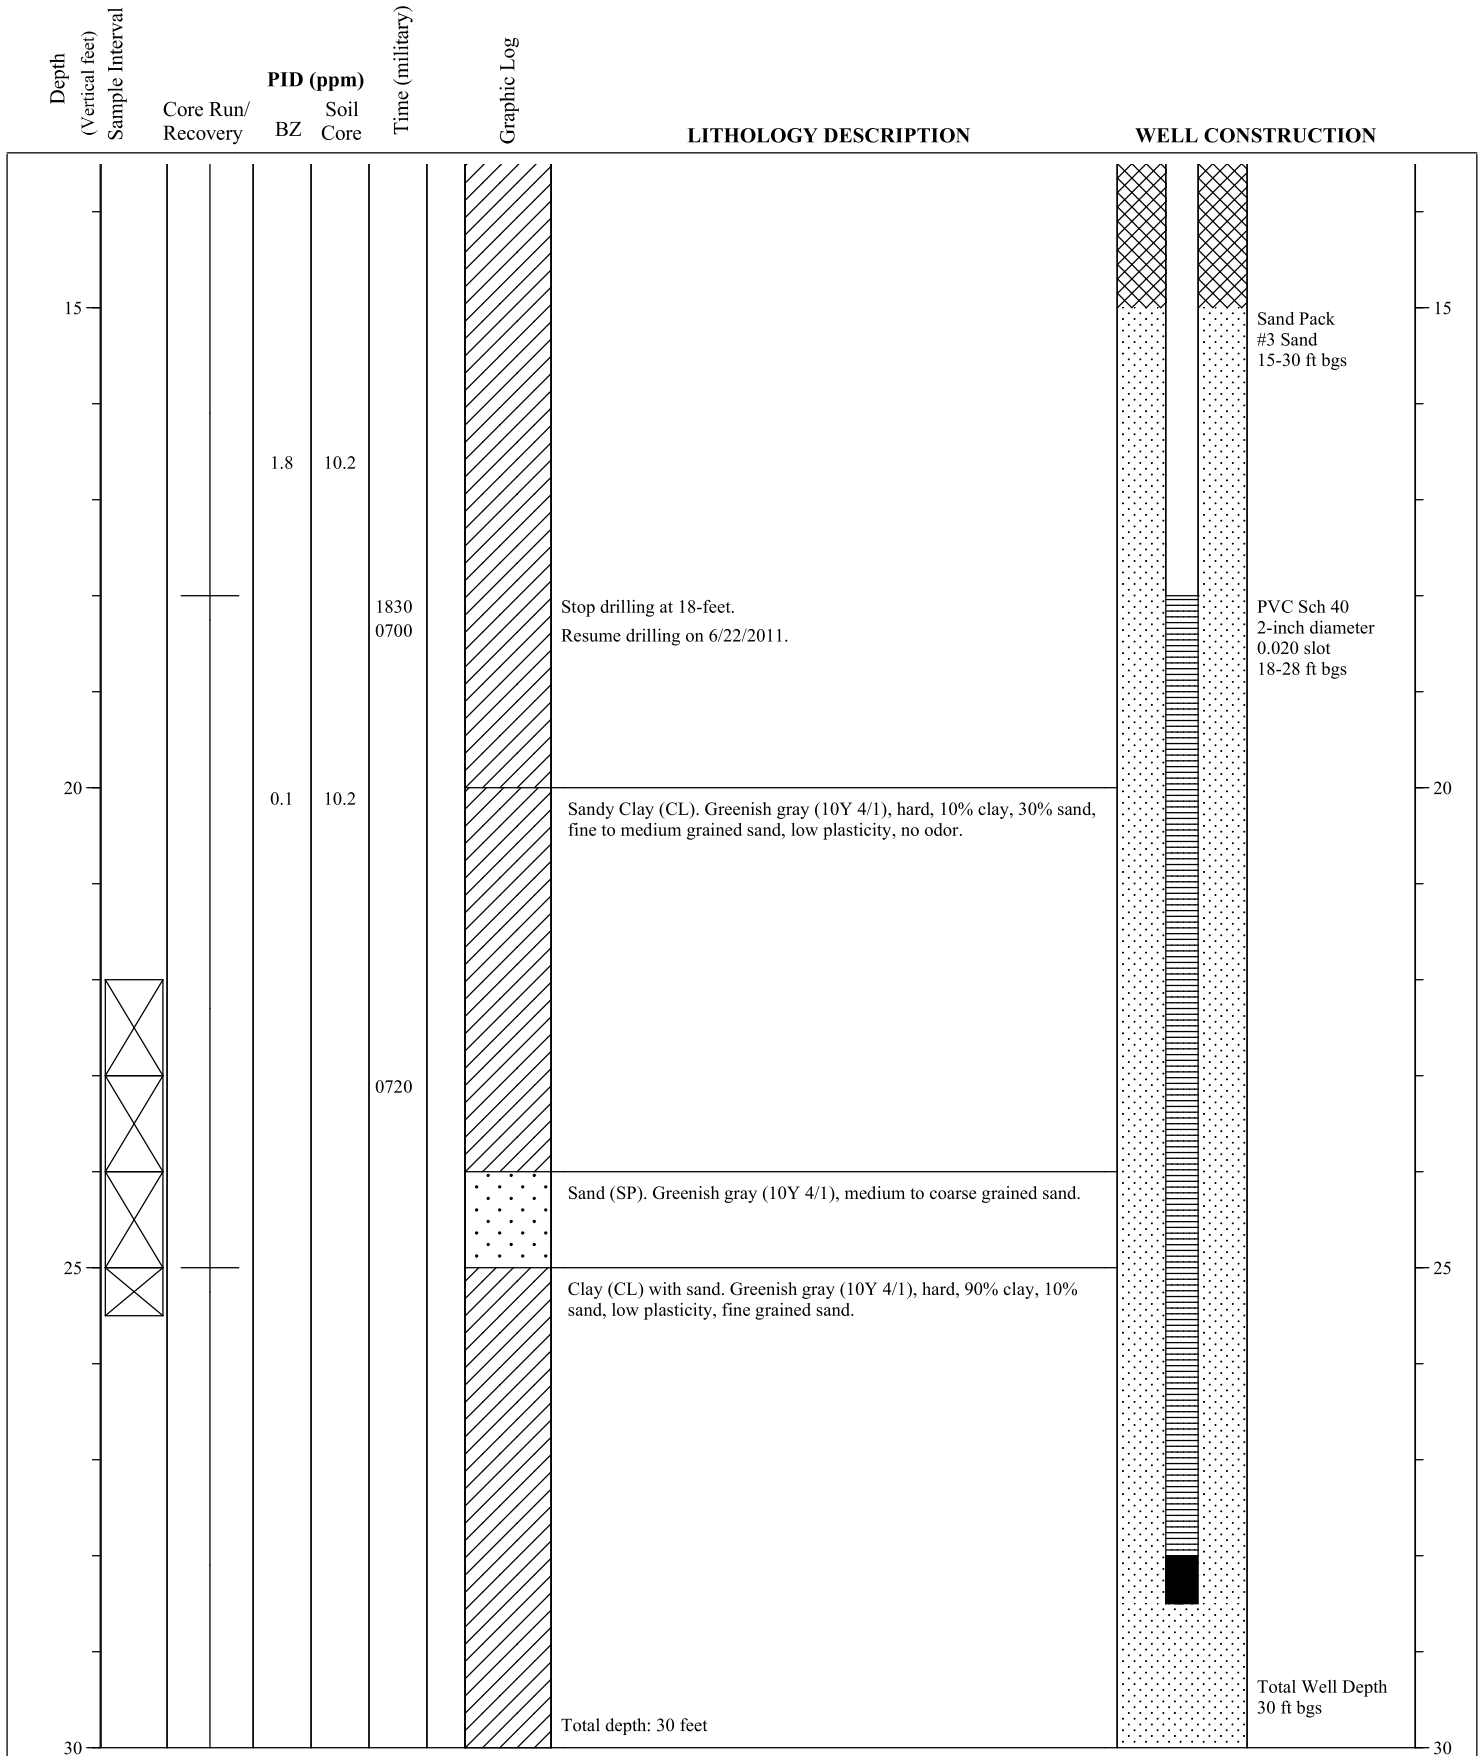 Depth
(Vertical feet)
Sample Interval
Core Run/
Recovery
PID (ppm)
BZ
Soil
Core
Time (military)
Graphic Log
LITHOLOGY DESCRIPTION
WELL CONSTRUCTION
15
15
Sand Pack
#3 Sand
15-30 ft bgs
1.8
10.2
1830
0700
Stop drilling at 18-feet.
Resume drilling on 6/22/2011.
PVC Sch 40
2-inch diameter
0.020 slot
18-28 ft bgs
20
20
0.1
10.2
Sandy Clay (CL). Greenish gray (10Y 4/1), hard, 10% clay, 30% sand,
fine to medium grained sand, low plasticity, no odor.
0720
Sand (SP). Greenish gray (10Y 4/1), medium to coarse grained sand.
25
25
Clay (CL) with sand. Greenish gray (10Y 4/1), hard, 90% clay, 10%
sand, low plasticity, fine grained sand.
Total Well Depth
30 ft bgs
Total depth: 30 feet
30
30